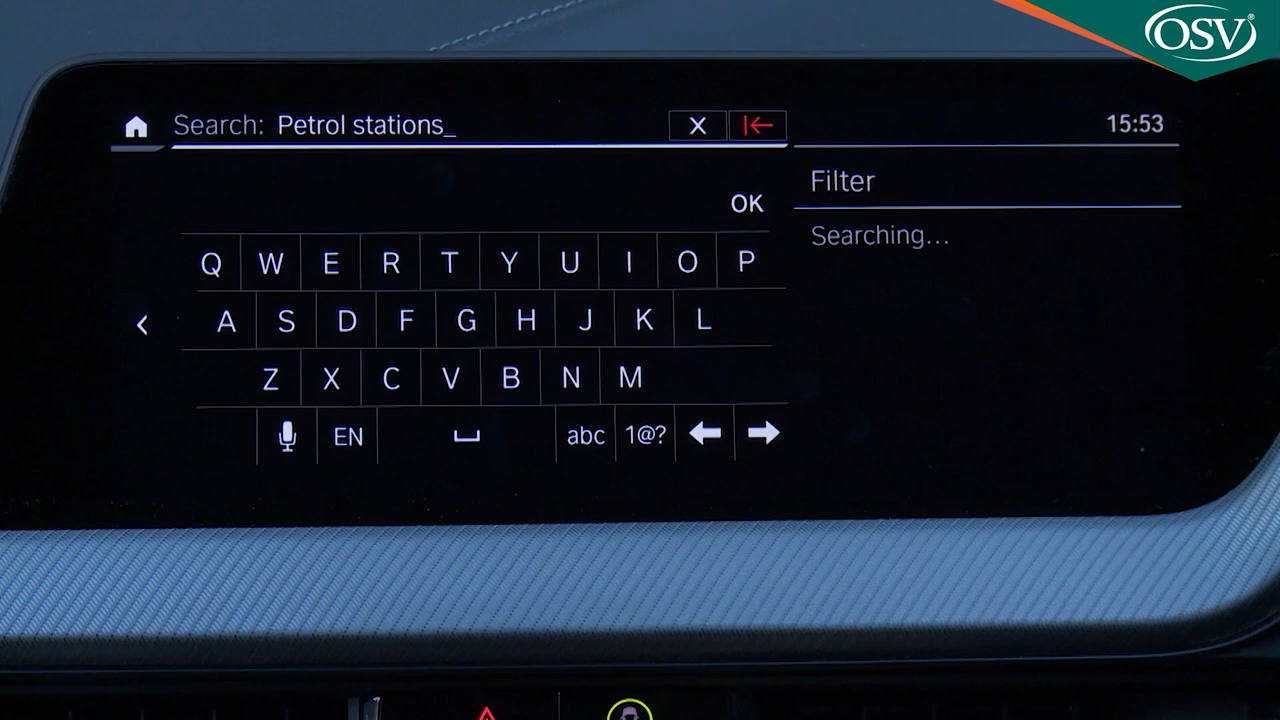 OSV
Search: Petrol stations_
X
15:53
Filter
OK
Searching...
Q W E R T Y U I O P
A S D F G H J K L
Z X C V B N M
EN
abc
1@?